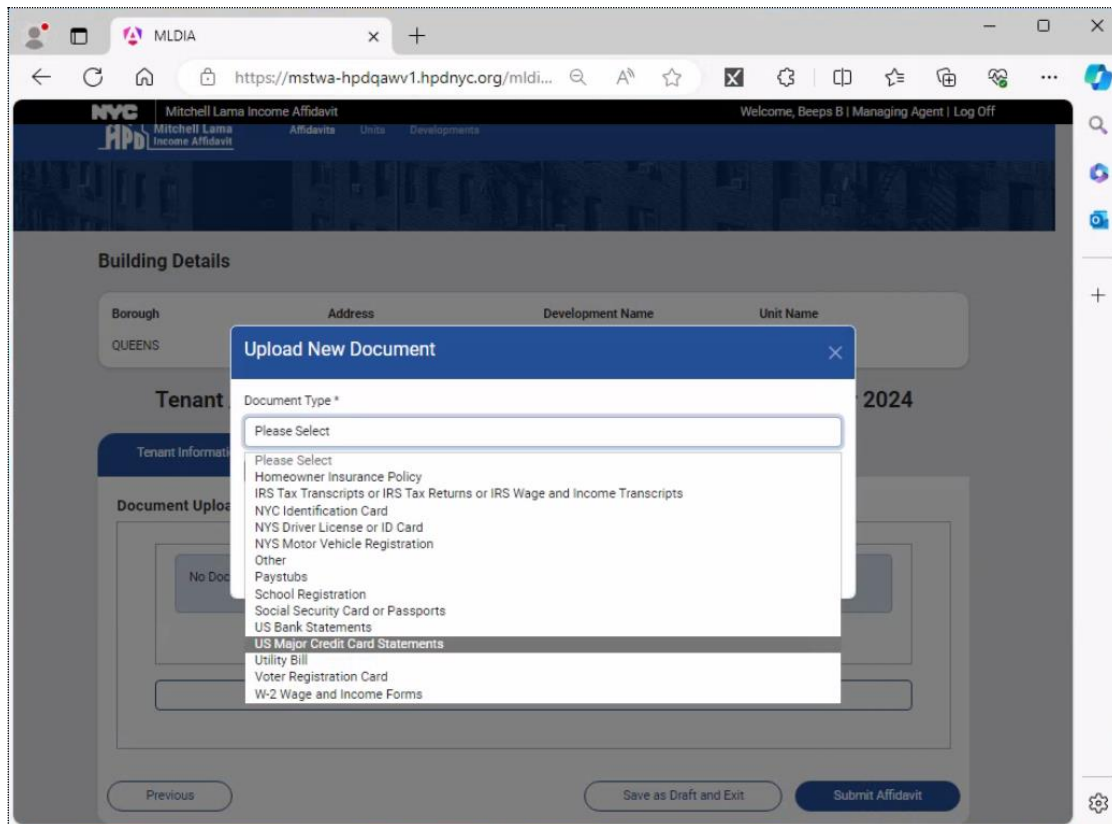 MLDIA
https://mstwa-hpdqawv1.hpdnyc.org/mldi...
NYC Mitchell Lama Income Affidavit Welcome, Beeps B | Managing Agent | Log Off
HPD Mitchell Lama Income Affidavit Affidavits Units Developments
Building Details
Borough Address Development Name Unit Name
QUEENS
Upload New Document
Tenant 2024
Document Type *
Please Select
Tenant Informati
Please Select
Homeowner Insurance Policy
IRS Tax Transcripts or IRS Tax Returns or IRS Wage and Income Transcripts
Document Uploa
NYC Identification Card
NYS Driver License or ID Card
NYS Motor Vehicle Registration
Other
No Doc
Paystubs
School Registration
Social Security Card or Passports
US Bank Statements
US Major Credit Card Statements
Utility Bill
Voter Registration Card
W-2 Wage and Income Forms
Previous Save as Draft and Exit Submit Affidavit